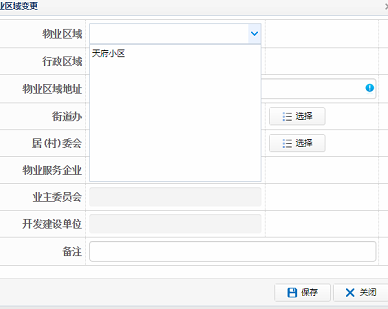 业区域变更
物业区域
天府小区
行政区域
物业区域地址
街道办 选择
居(村)委会 选择
物业服务企业
业主委员会
开发建设单位
备注
保存 关闭